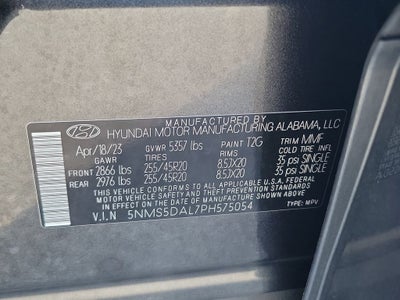 HYUNDAI MOTOR MANUFACTURING ALABAMA, LLC
Apr/18/23 GVWR 5357 lbs PAINT T2G TRIM MMF
GAWR TIRES RIMS COLD TIRE PRESS.
FRONT 2866 lbs 255/45R20 8.5JX20 35 psi SINGLE
REAR 2976 lbs 255/45R20 8.5JX20 35 psi SINGLE
THIS VEHICLE CONFORMS TO ALL APPLICABLE U.S.A. FEDERAL
MOTOR VEHICLE SAFETY AND THEFT PREVENTION STANDARDS
IN EFFECT ON THE DATE OF MANUFACTURE SHOWN ABOVE.
V.I.N 5NMS5DAL7PH575054 TYPE: MPV